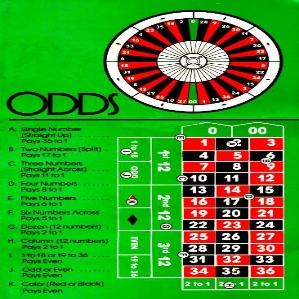 ODDS
A. Single Number
(Straight Up)
Pays 35 to 1
B. Two Numbers (Split)
Pays 17 to 1
C. Three Numbers
(Straight Across)
Pays 11 to 1
D. Four Numbers
Pays 8 to 1
E. Five Numbers
Pays 6 to 1
F. Six Numbers Across
Pays 5 to 1
G. Dozen (12 numbers)
Pays 2 to 1
H. Column (12 numbers)
Pays 2 to 1
I. 1 to 18 or 19 to 36
Pays Even
J. Odd or Even
Pays Even
K. Color (Red or Black)
Pays Even
0 00
1 3
4 5 6
7 8
10 11 12
13 14 15
16 17 18
19 20 21
22 23 24
25 26 27
28 29 30
31 32 33
34 35 36
2 to 1 2 to 1
1st 12
2nd 12
3rd 12
1 to 18
ODD
EVEN
19 to 36